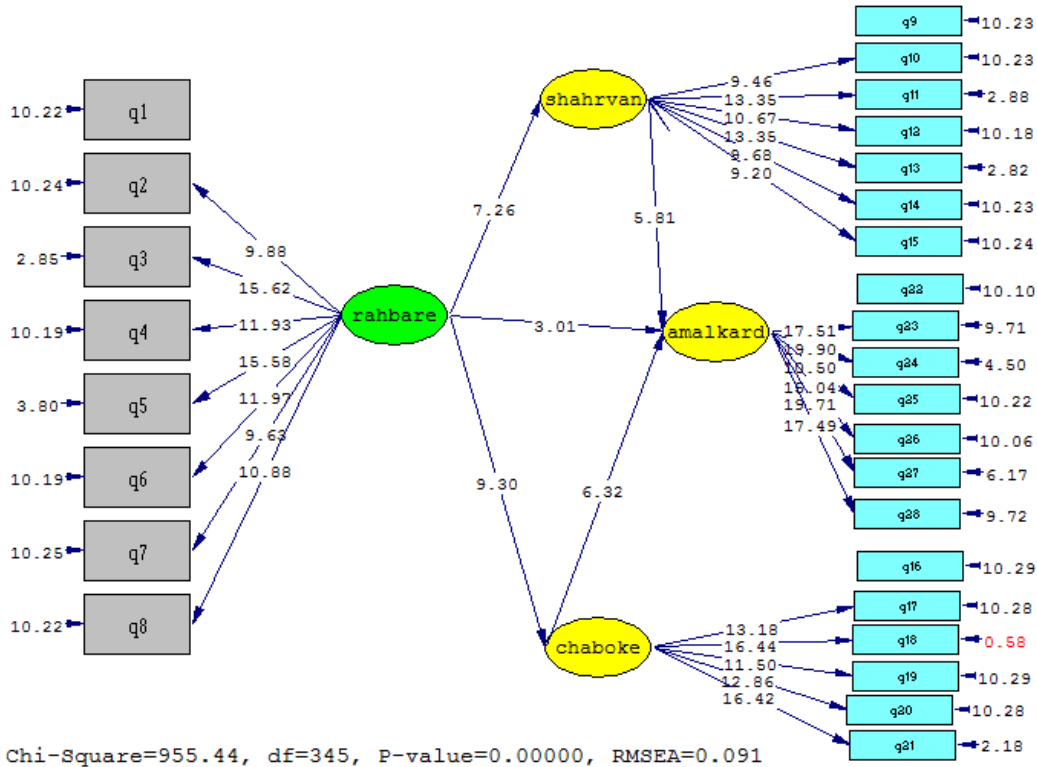 10.22 q1
10.24 q2
2.85 q3
10.19 q4
3.80 q5
10.19 q6
10.25 q7
10.22 q8
9.88
15.62
11.93
15.58
11.97
9.63
10.88
rahbare
7.26
3.01
9.30
shahrvan
5.81
amalkard
6.32
chaboke
9.46
13.35
10.67
13.35
9.68
9.20
q9 10.23
q10 10.23
q11 2.88
q12 10.18
q13 2.82
q14 10.23
q15 10.24
17.51
19.90
10.50
19.71
17.49
q22 10.10
q23 9.71
q24 4.50
q25 10.22
q26 10.06
q27 6.17
q28 9.72
13.18
16.44
11.50
12.86
16.42
q16 10.29
q17 10.28
q18 0.58
q19 10.29
q20 10.28
q21 2.18
Chi-Square=955.44, df=345, P-value=0.00000, RMSEA=0.091